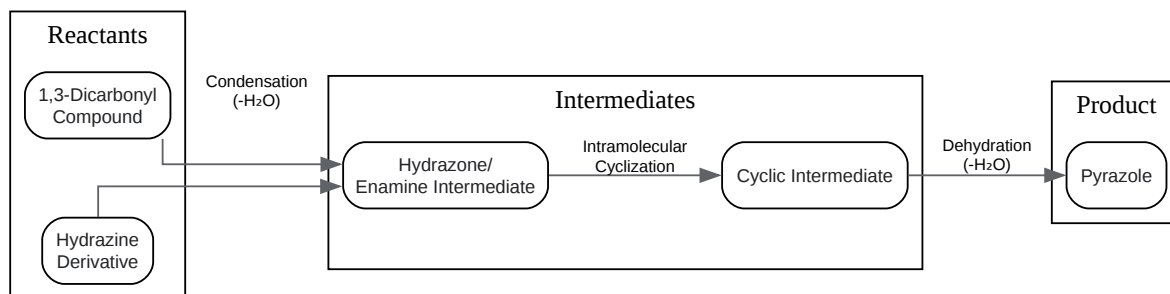 Reactants
1,3-Dicarbonyl
Compound
Hydrazine
Derivative
Condensation
(-H₂O)
Intermediates
Hydrazone/
Enamine Intermediate
Intramolecular
Cyclization
Cyclic Intermediate
Dehydration
(-H₂O)
Product
Pyrazole